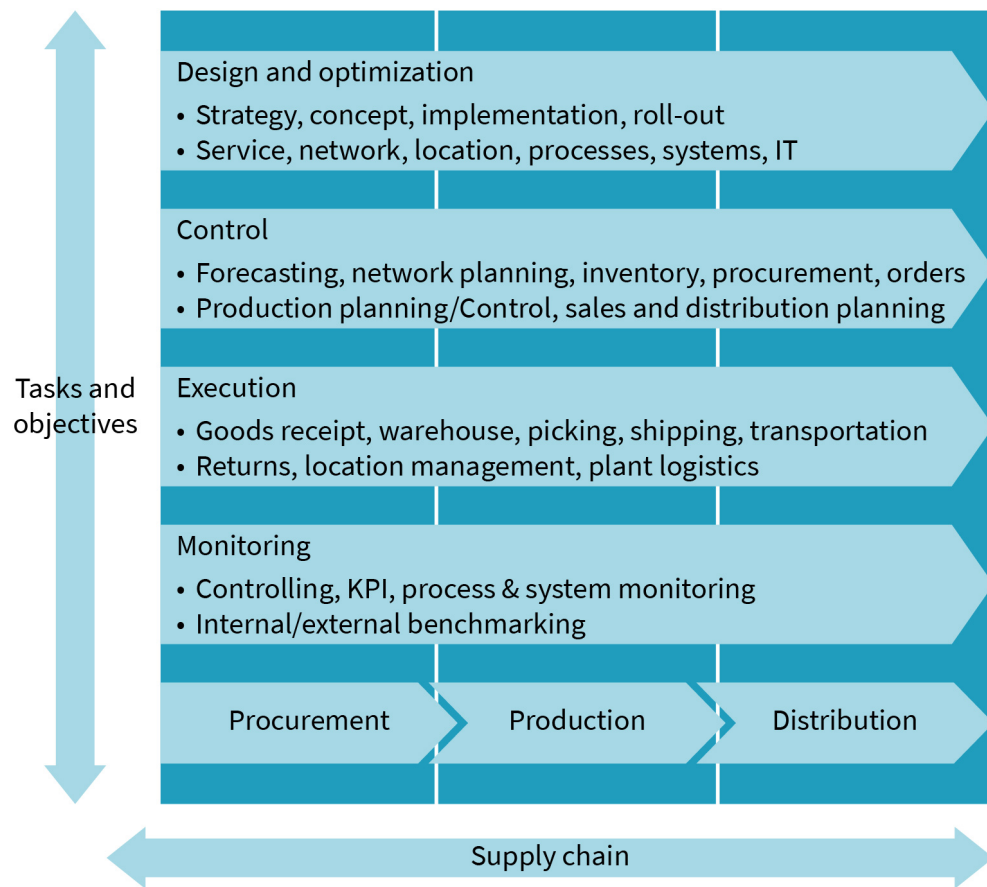 Design and optimization
• Strategy, concept, implementation, roll-out
• Service, network, location, processes, systems, IT
Control
• Forecasting, network planning, inventory, procurement, orders
• Production planning/Control, sales and distribution planning
Tasks and
objectives
Execution
• Goods receipt, warehouse, picking, shipping, transportation
• Returns, location management, plant logistics
Monitoring
• Controlling, KPI, process & system monitoring
• Internal/external benchmarking
Procurement
Production
Distribution
Supply chain